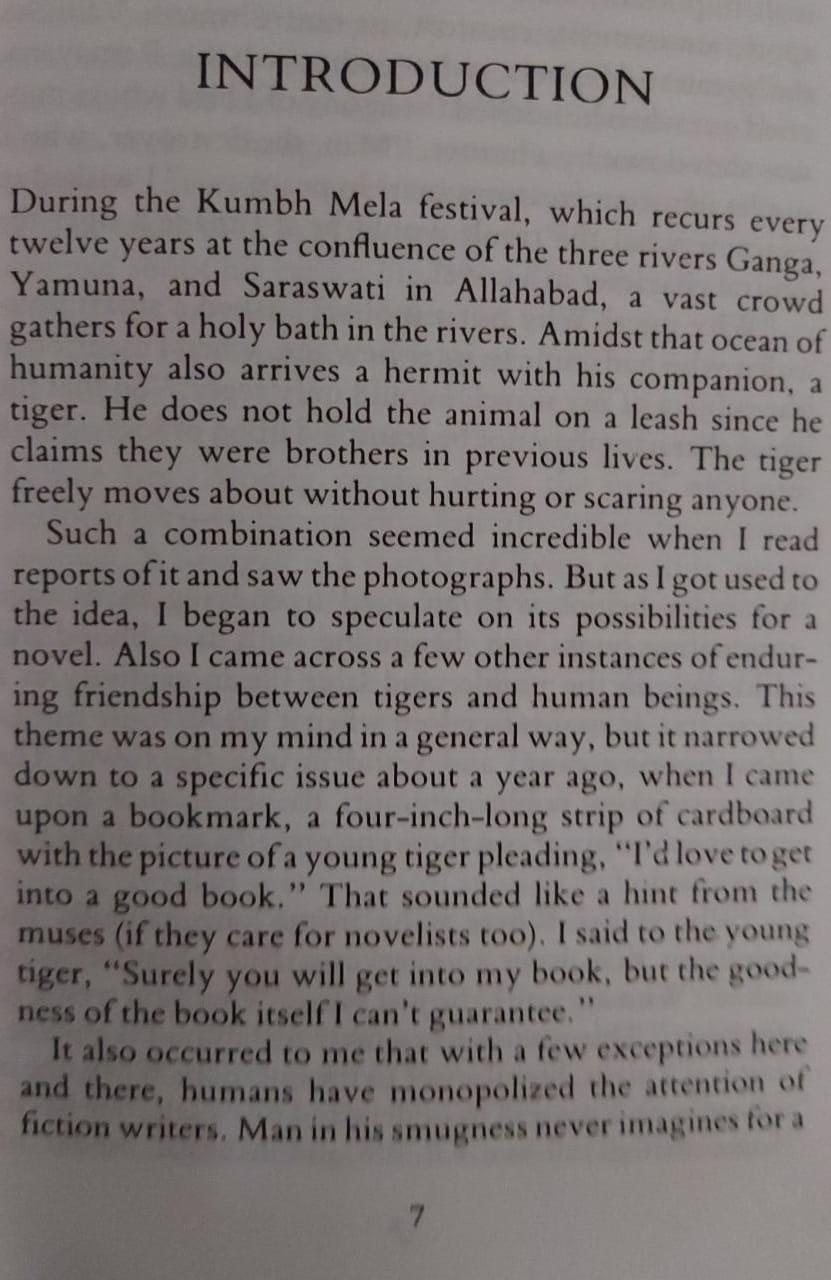 INTRODUCTION
During the Kumbh Mela festival, which recurs every
twelve years at the confluence of the three rivers Ganga,
Yamuna, and Saraswati in Allahabad, a vast crowd
gathers for a holy bath in the rivers. Amidst that ocean of
humanity also arrives a hermit with his companion, a
tiger. He does not hold the animal on a leash since he
claims they were brothers in previous lives. The tiger
freely moves about without hurting or scaring anyone.
Such a combination seemed incredible when I read
reports of it and saw the photographs. But as I got used to
the idea, I began to speculate on its possibilities for a
novel. Also I came across a few other instances of endur-
ing friendship between tigers and human beings. This
theme was on my mind in a general way, but it narrowed
down to a specific issue about a year ago, when I came
upon a bookmark, a four-inch-long strip of cardboard
with the picture of a young tiger pleading, “I’d love to get
into a good book.” That sounded like a hint from the
muses (if they care for novelists too). I said to the young
tiger, “Surely you will get into my book, but the good-
ness of the book itself I can’t guarantee.”
It also occurred to me that with a few exceptions here
and there, humans have monopolized the attention of
fiction writers. Man in his smugness never imagines for a
7